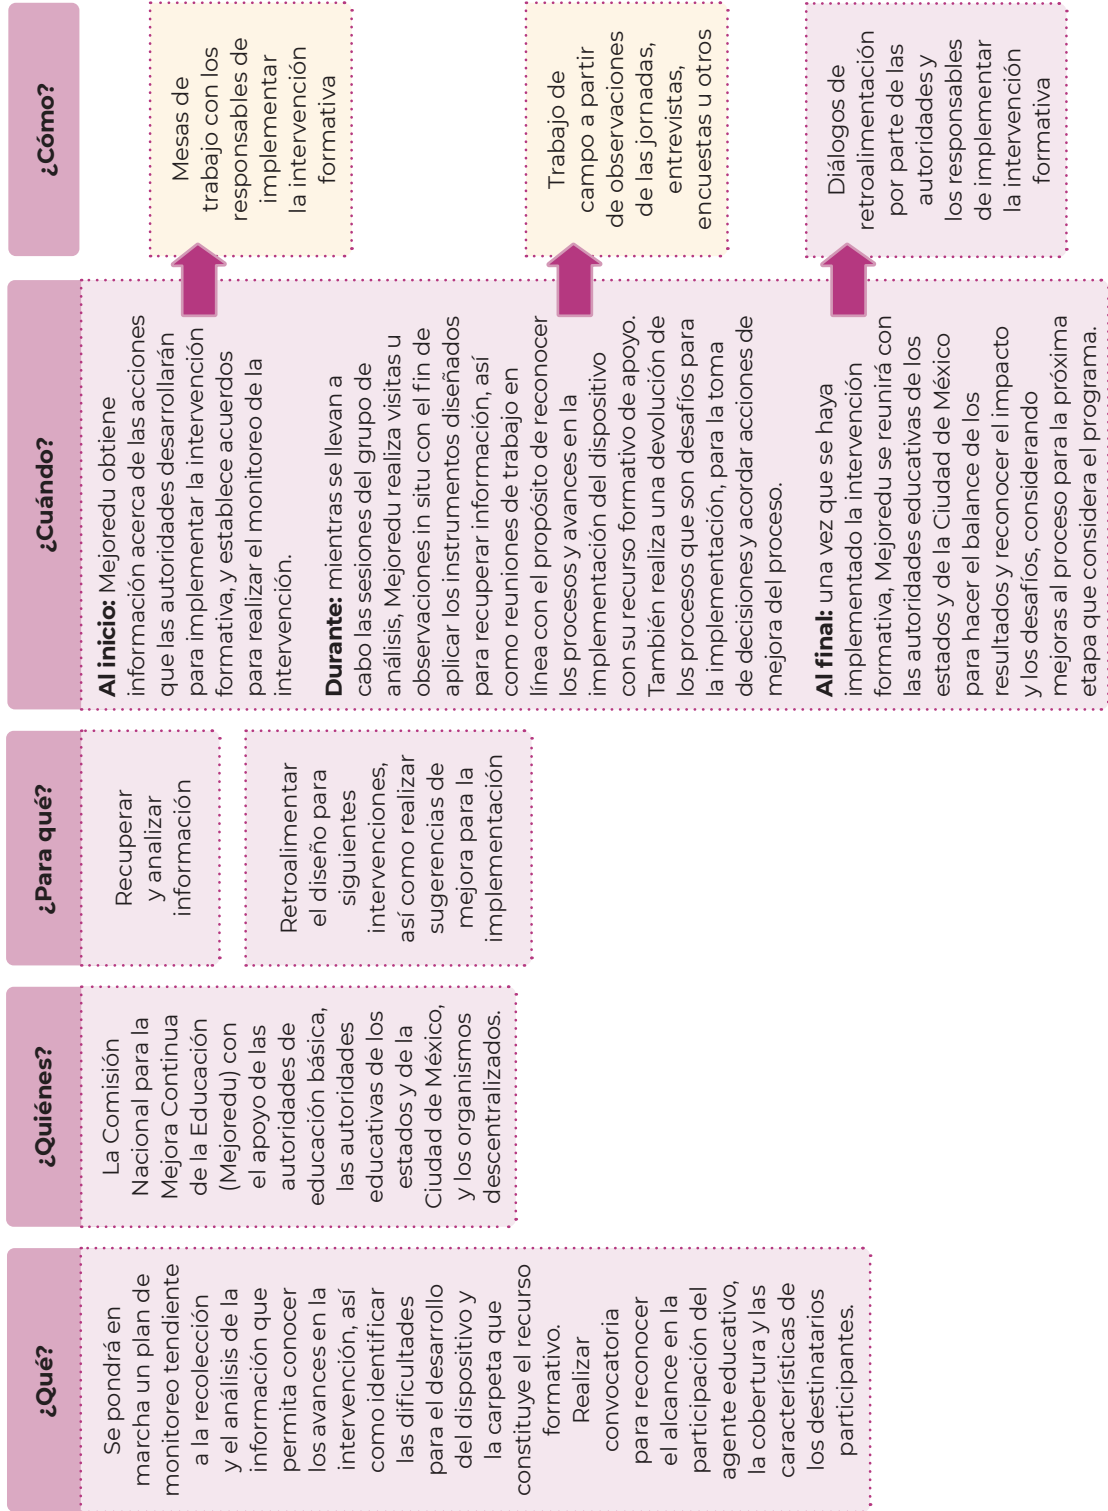 ¿Qué?
Se pondrá en
marcha un plan de
monitoreo tendiente
a la recolección
y el análisis de la
información que
permita conocer
los avances en la
intervención, así
como identificar
las dificultades
para el desarrollo
del dispositivo y
la carpeta que
constituye el recurso
formativo.
Realizar
convocatoria
para reconocer
el alcance en la
participación del
agente educativo,
la cobertura y las
características de
los destinatarios
participantes.
¿Quiénes?
La Comisión
Nacional para la
Mejora Continua
de la Educación
(Mejoredu) con
el apoyo de las
autoridades de
educación básica,
las autoridades
educativas de los
estados y de la
Ciudad de México,
y los organismos
descentralizados.
¿Para qué?
Recuperar
y analizar
información
Retroalimentar
el diseño para
siguientes
intervenciones,
así como realizar
sugerencias de
mejora para la
implementación
¿Cuándo?
Al inicio: Mejoredu obtiene
información acerca de las acciones
que las autoridades desarrollarán
para implementar la intervención
formativa, y establece acuerdos
para realizar el monitoreo de la
intervención.
Durante: mientras se llevan a
cabo las sesiones del grupo de
análisis, Mejoredu realiza visitas u
observaciones in situ con el fin de
aplicar los instrumentos diseñados
para recuperar información, así
como reuniones de trabajo en
línea con el propósito de reconocer
los procesos y avances en la
implementación del dispositivo
con su recurso formativo de apoyo.
También realiza una devolución de
los procesos que son desafíos para
la implementación, para la toma
de decisiones y acordar acciones de
mejora del proceso.
Al final: una vez que se haya
implementado la intervención
formativa, Mejoredu se reunirá con
las autoridades educativas de los
estados y de la Ciudad de México
para hacer el balance de los
resultados y reconocer el impacto
y los desafíos, considerando
mejoras al proceso para la próxima
etapa que considera el programa.
¿Cómo?
Mesas de
trabajo con los
responsables de
implementar
la intervención
formativa
Trabajo de
campo a partir
de observaciones
de las jornadas,
entrevistas,
encuestas u otros
Diálogos de
retroalimentación
por parte de las
autoridades y
los responsables
de implementar
la intervención
formativa